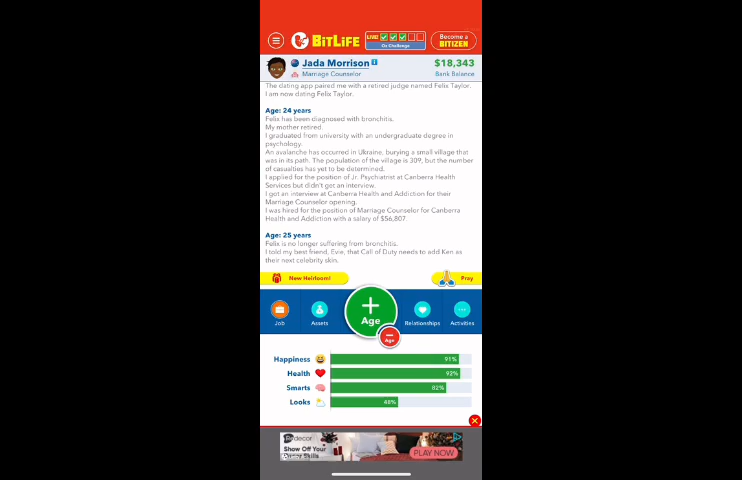 BitLife
LIVE!
Oz Challenge
Become a
BITIZEN
Jada Morrison
$18,343
Marriage Counselor
Bank Balance
The dating app paired me with a retired judge named Felix Taylor.
I am now dating Felix Taylor.
Age: 24 years
Felix has been diagnosed with bronchitis.
My mother retired.
I graduated from university with an undergraduate degree in
psychology.
An avalanche has occurred in Ukraine, burying a small village that
was in its path. The population of the village is 309, but the number
of casualties has yet to be determined.
I applied for the position of Jr. Psychiatrist at Canberra Health
Services but didn't get an interview.
I got an interview at Canberra Health and Addiction for their
Marriage Counselor opening.
I was hired for the position of Marriage Counselor for Canberra
Health and Addiction with a salary of $56,807.
Age: 25 years
Felix is no longer suffering from bronchitis.
I told my best friend, Evie, that Call of Duty needs to add Ken as
their next celebrity skin.
New Heirloom!
Pray
Job
Assets
+
Age
Age
Relationships
Activities
Happiness 91%
Health 92%
Smarts 82%
Looks 48%
Redecor
Show Off Your
Skills
PLAY NOW